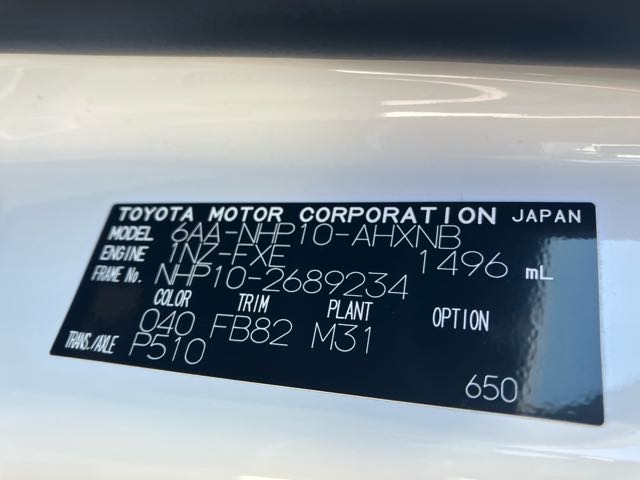 TOYOTA MOTOR CORPORATION JAPAN
MODEL 6AA-NHP10-AHXNB
ENGINE 1NZ-FXE 1496 mL
FRAME No. NHP10-2689234
COLOR TRIM PLANT OPTION
040 FB82 M31
TRANS./AXLE P510
650